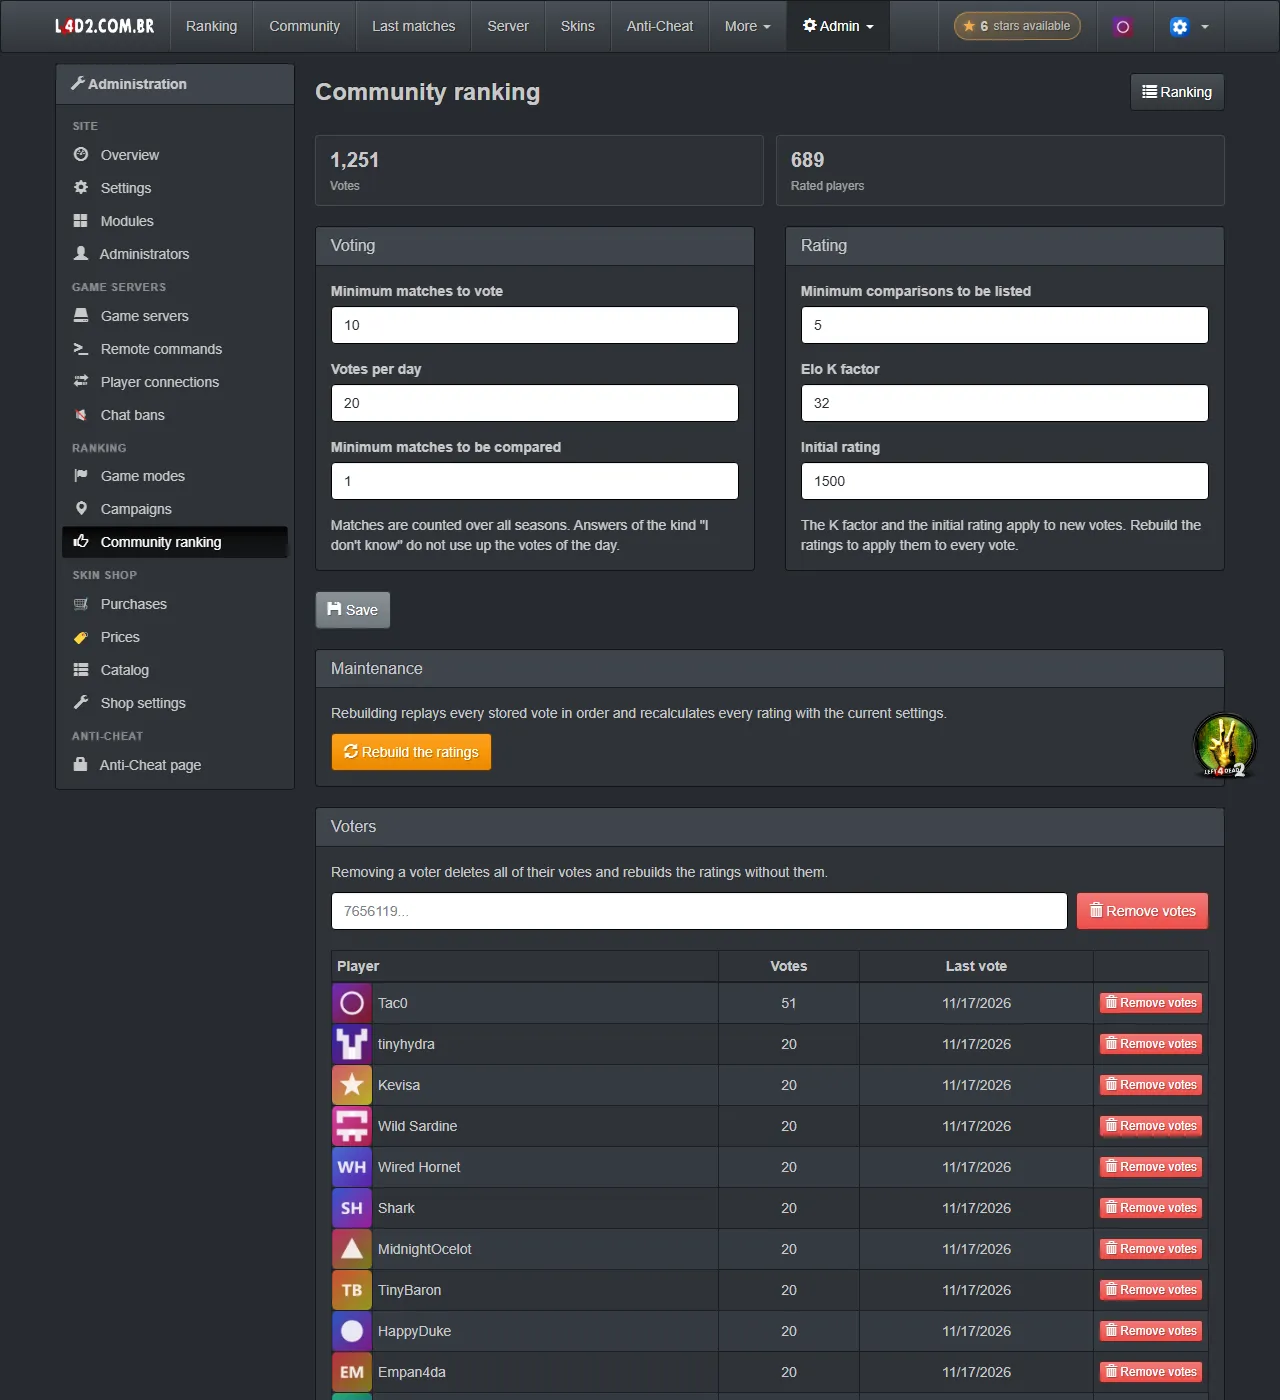 L4D2.COM.BR
Ranking
Community
Last matches
Server
Skins
Anti-Cheat
More
Admin
6 stars available
Administration
SITE
Overview
Settings
Modules
Administrators
GAME SERVERS
Game servers
Remote commands
Player connections
Chat bans
RANKING
Game modes
Campaigns
Community ranking
SKIN SHOP
Purchases
Prices
Catalog
Shop settings
ANTI-CHEAT
Anti-Cheat page
Community ranking
Ranking
1,251
Votes
689
Rated players
Voting
Minimum matches to vote
10
Votes per day
20
Minimum matches to be compared
1
Matches are counted over all seasons. Answers of the kind "I
don't know" do not use up the votes of the day.
Rating
Minimum comparisons to be listed
5
Elo K factor
32
Initial rating
1500
The K factor and the initial rating apply to new votes. Rebuild the
ratings to apply them to every vote.
Save
Maintenance
Rebuilding replays every stored vote in order and recalculates every rating with the current settings.
Rebuild the ratings
LEFT 4 DEAD 2
Voters
Removing a voter deletes all of their votes and rebuilds the ratings without them.
7656119...
Remove votes
Player Votes Last vote
Tac0 51 11/17/2026 Remove votes
tinyhydra 20 11/17/2026 Remove votes
Kevisa 20 11/17/2026 Remove votes
Wild Sardine 20 11/17/2026 Remove votes
WH Wired Hornet 20 11/17/2026 Remove votes
SH Shark 20 11/17/2026 Remove votes
MidnightOcelot 20 11/17/2026 Remove votes
TB TinyBaron 20 11/17/2026 Remove votes
HappyDuke 20 11/17/2026 Remove votes
EM Empan4da 20 11/17/2026 Remove votes